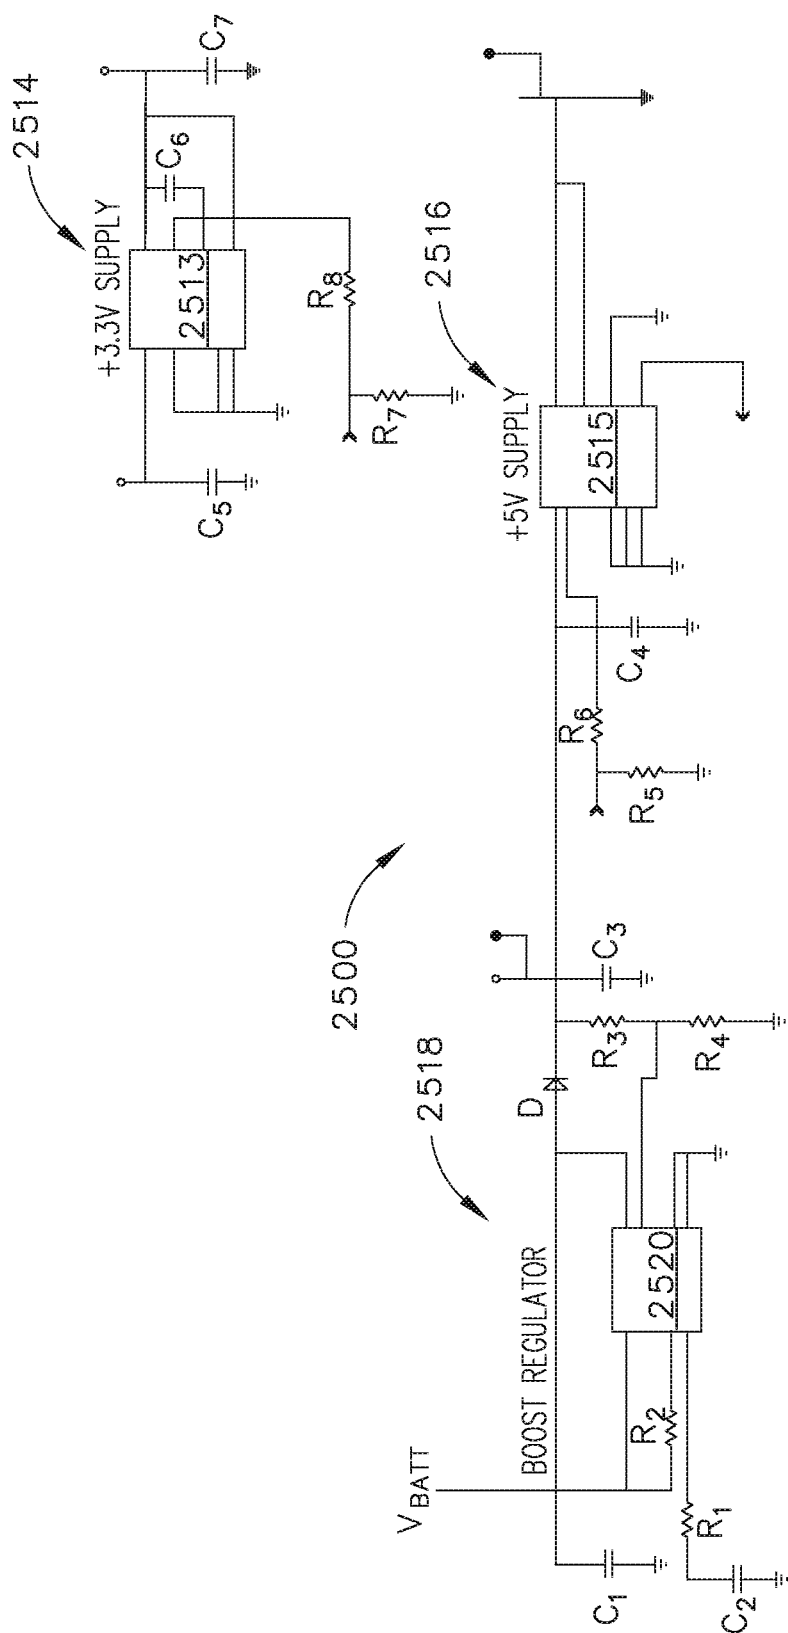 +3.3V SUPPLY
2514
2513
C5
C6
C7
R7
R8
2500
+5V SUPPLY
2516
2515
R5
R6
C4
BOOST REGULATOR
2518
2520
VBATT
D
C3
R3
R4
R2
R1
C1
C2